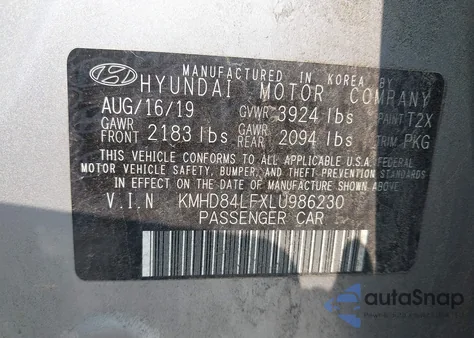 MANUFACTURED IN KOREA BY
HYUNDAI MOTOR COMPANY
AUG/16/19 GVWR 3924 lbs PAINT T2X
GAWR FRONT 2183 lbs GAWR REAR 2094 lbs TRIM PKG
THIS VEHICLE CONFORMS TO ALL APPLICABLE U.S.A. FEDERAL
MOTOR VEHICLE SAFETY, BUMPER, AND THEFT PREVENTION STANDARDS
IN EFFECT ON THE DATE OF MANUFACTURE SHOWN ABOVE.
V.I.N KMHD84LFXLU986230
PASSENGER CAR
autoSnap